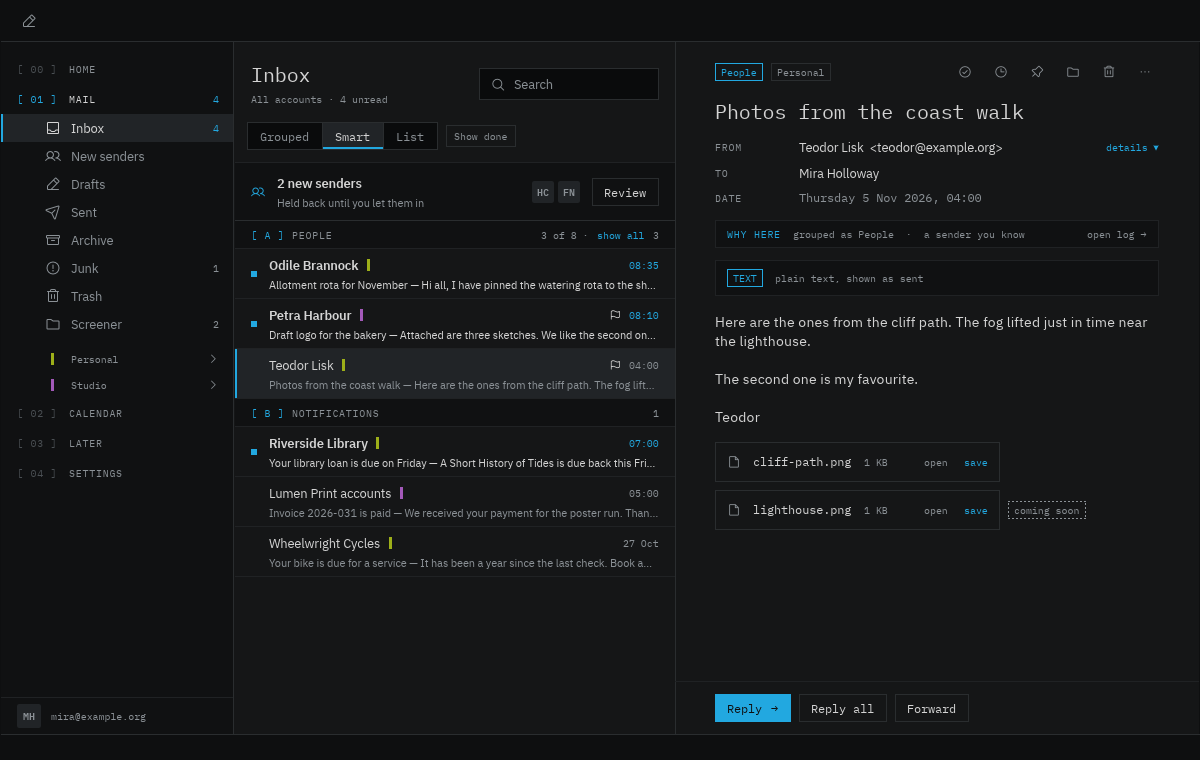 [ 00 ] HOME
[ 01 ] MAIL 4
Inbox 4
New senders
Drafts
Sent
Archive
Junk 1
Trash
Screener 2
Personal
Studio
[ 02 ] CALENDAR
[ 03 ] LATER
[ 04 ] SETTINGS
MH mira@example.org
Inbox
All accounts · 4 unread
Search
Grouped Smart List Show done
2 new senders
Held back until you let them in
HC FN Review
[ A ] PEOPLE 3 of 8 · show all 3
Odile Brannock 08:35
Allotment rota for November — Hi all, I have pinned the watering rota to the sh...
Petra Harbour 08:10
Draft logo for the bakery — Attached are three sketches. We like the second on...
Teodor Lisk 04:00
Photos from the coast walk — Here are the ones from the cliff path. The fog lift...
[ B ] NOTIFICATIONS 1
Riverside Library 07:00
Your library loan is due on Friday — A Short History of Tides is due back this Fri...
Lumen Print accounts 05:00
Invoice 2026-031 is paid — We received your payment for the poster run. Than...
Wheelwright Cycles 27 Oct
Your bike is due for a service — It has been a year since the last check. Book a...
People Personal
Photos from the coast walk
FROM Teodor Lisk <teodor@example.org> details ▾
TO Mira Holloway
DATE Thursday 5 Nov 2026, 04:00
WHY HERE grouped as People · a sender you know open log →
TEXT plain text, shown as sent
Here are the ones from the cliff path. The fog lifted just in time near
the lighthouse.
The second one is my favourite.
Teodor
cliff-path.png 1 KB open save
lighthouse.png 1 KB open save coming soon
Reply → Reply all Forward